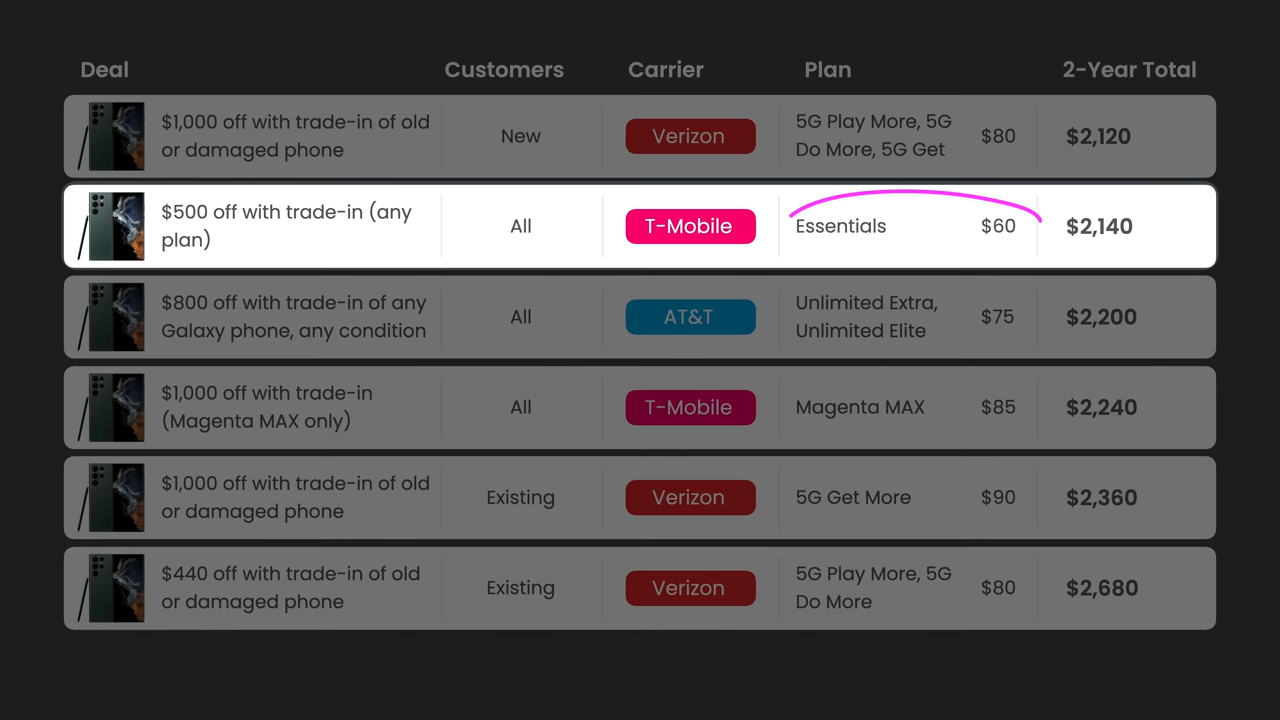 Deal Customers Carrier Plan 2-Year Total
$1,000 off with trade-in of old
or damaged phone
New
Verizon
5G Play More, 5G
Do More, 5G Get
$80
$2,120
$500 off with trade-in (any
plan)
All
T-Mobile
Essentials
$60
$2,140
$800 off with trade-in of any
Galaxy phone, any condition
All
AT&T
Unlimited Extra,
Unlimited Elite
$75
$2,200
$1,000 off with trade-in
(Magenta MAX only)
All
T-Mobile
Magenta MAX
$85
$2,240
$1,000 off with trade-in of old
or damaged phone
Existing
Verizon
5G Get More
$90
$2,360
$440 off with trade-in of old
or damaged phone
Existing
Verizon
5G Play More, 5G
Do More
$80
$2,680